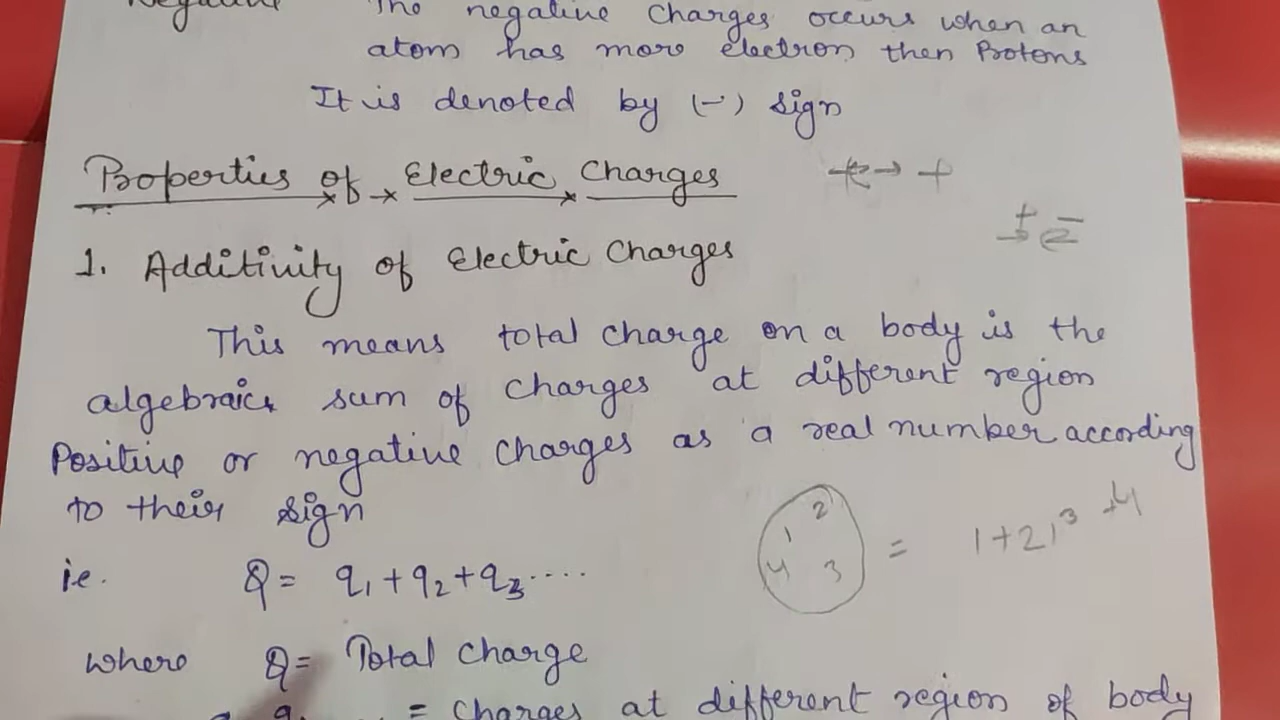 Negative The negative charges occurs when an
atom has more electron then Protons
It is denoted by (-) sign
Properties of Electric Charges
1. Additivity of Electric Charges
This means total charge on a body is the
algebraic sum of charges at different region
Positive or negative charges as a real number according
to their sign
ie. Q = q₁ + q₂ + q₃ ....
1 2 4 3 = 1+2+3+4
where Q = Total Charge
= Charges at different region of body